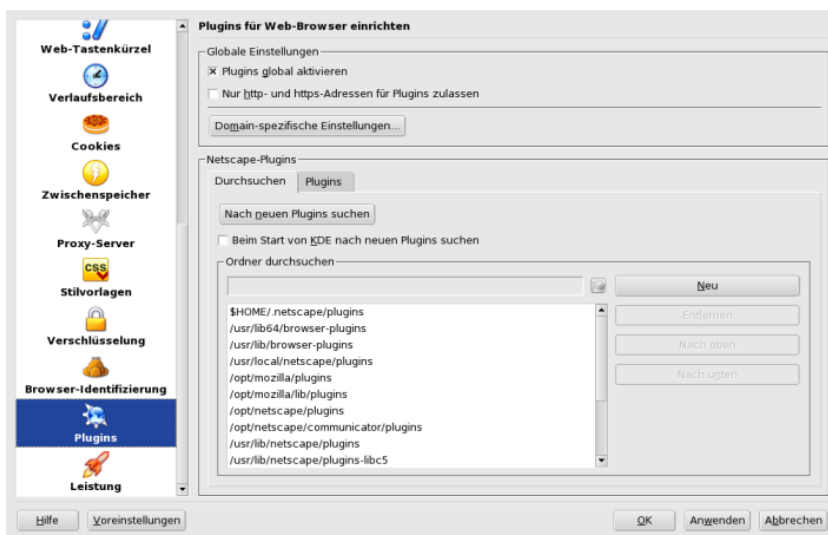 Web-Tastenkürzel
Verlaufsbereich
Cookies
Zwischenspeicher
Proxy-Server
CSS
Stilvorlagen
Verschlüsselung
Browser-Identifizierung
Plugins
Leistung
Plugins für Web-Browser einrichten
Globale Einstellungen
Plugins global aktivieren
Nur http- und https-Adressen für Plugins zulassen
Domain-spezifische Einstellungen...
Netscape-Plugins
Durchsuchen Plugins
Nach neuen Plugins suchen
Beim Start von KDE nach neuen Plugins suchen
Ordner durchsuchen
$HOME/.netscape/plugins
/usr/lib64/browser-plugins
/usr/lib/browser-plugins
/usr/local/netscape/plugins
/opt/mozilla/plugins
/opt/mozilla/lib/plugins
/opt/netscape/plugins
/opt/netscape/communicator/plugins
/usr/lib/netscape/plugins
/usr/lib/netscape/plugins-libc5
Neu
Entfernen
Nach oben
Nach unten
Hilfe Voreinstellungen OK Anwenden Abbrechen